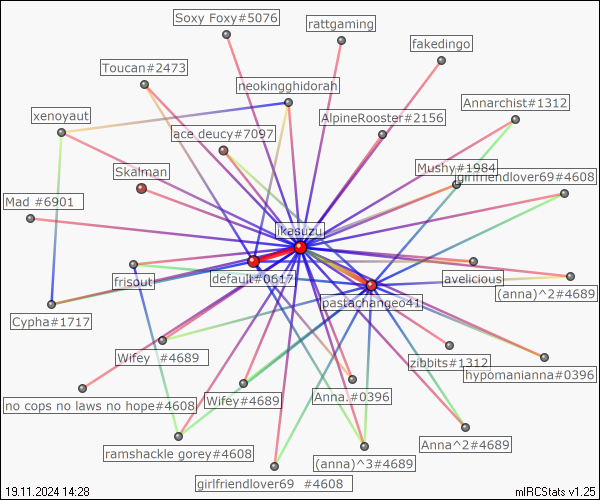 Soxy Foxy#5076
rattgaming
fakedingo
Toucan#2473
neokingghidorah
Annarchist#1312
xenoyaut
AlpineRooster#2156
ace.deucy#7097
Mushy#1984
girlfriendlover69#4608
Skalman
Mad #6901
ikasuzu
frisout
default#0617
avelicious
(anna)^2#4689
pastachangeo41
Cypha#1717
Wifey #4689
zibbits#1312
hypomanianna#0396
no cops no laws no hope#4608
Wifey#4689
Anna.#0396
ramshackle gorey#4608
Anna^2#4689
(anna)^3#4689
girlfriendlover69 #4608
19.11.2024 14:28
mIRCStats v1.25